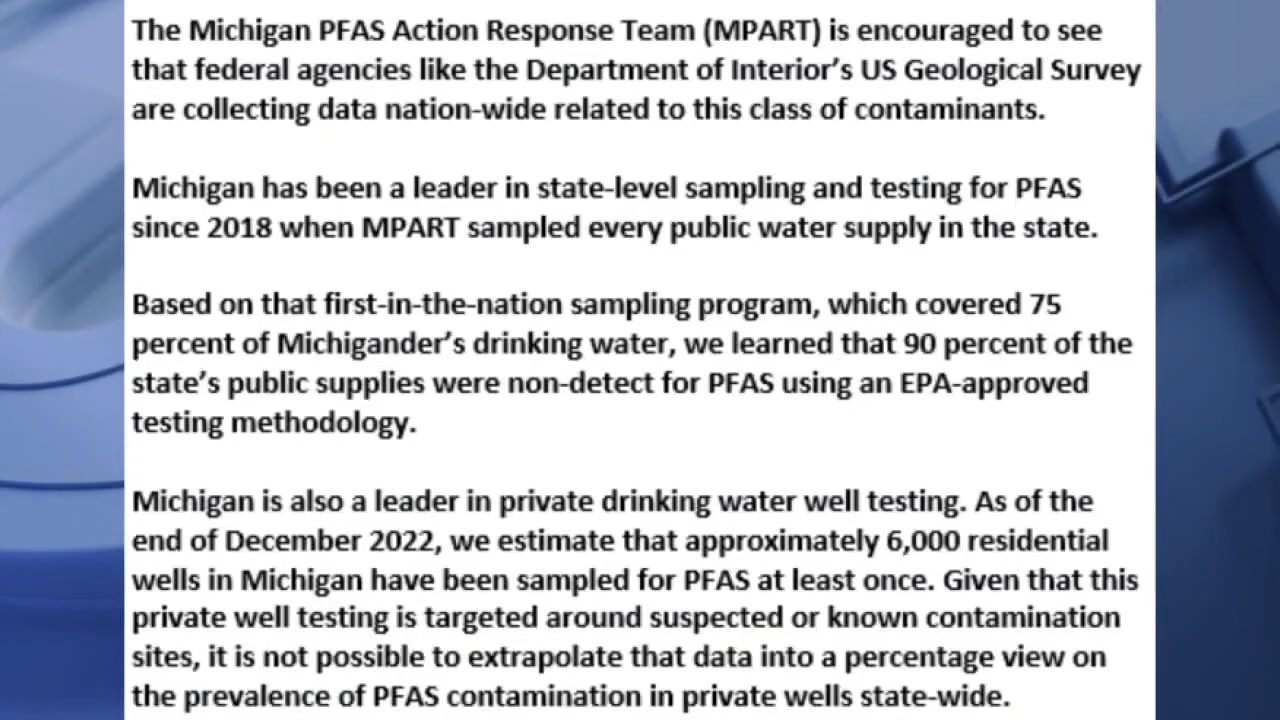 The Michigan PFAS Action Response Team (MPART) is encouraged to see
that federal agencies like the Department of Interior's US Geological Survey
are collecting data nation-wide related to this class of contaminants.
Michigan has been a leader in state-level sampling and testing for PFAS
since 2018 when MPART sampled every public water supply in the state.
Based on that first-in-the-nation sampling program, which covered 75
percent of Michigander's drinking water, we learned that 90 percent of the
state's public supplies were non-detect for PFAS using an EPA-approved
testing methodology.
Michigan is also a leader in private drinking water well testing. As of the
end of December 2022, we estimate that approximately 6,000 residential
wells in Michigan have been sampled for PFAS at least once. Given that this
private well testing is targeted around suspected or known contamination
sites, it is not possible to extrapolate that data into a percentage view on
the prevalence of PFAS contamination in private wells state-wide.